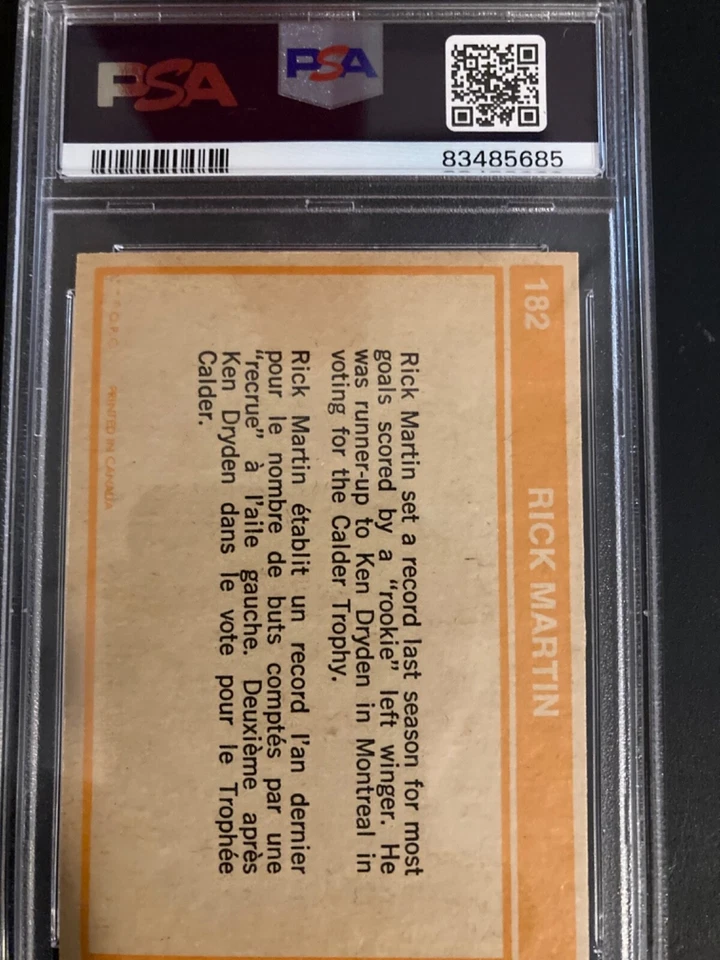 PSA
PSA
83485685
182 RICK MARTIN
Rick Martin set a record last season for most
goals scored by a "rookie" left winger. He
was runner-up to Ken Dryden in Montreal in
voting for the Calder Trophy.
Rick Martin établit un record l'an dernier
pour le nombre de buts comptés par une
"recrue" à l'aile gauche. Deuxième après
Ken Dryden dans le vote pour le Trophée
Calder.
O.P.C. PRINTED IN CANADA